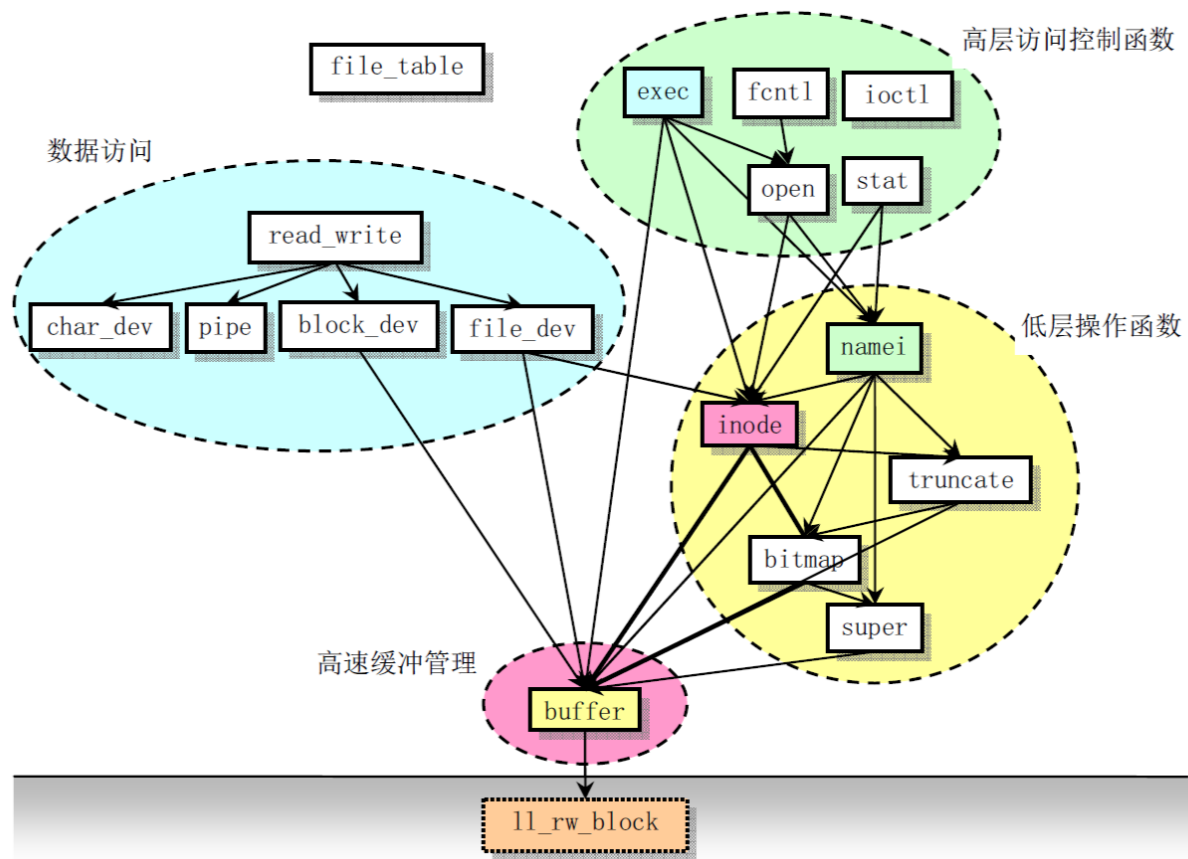 高层访问控制函数
file_table
exec
fcntl
ioctl
数据访问
open
stat
read_write
char_dev
pipe
block_dev
file_dev
低层操作函数
namei
inode
truncate
bitmap
super
高速缓冲管理
buffer
ll_rw_block